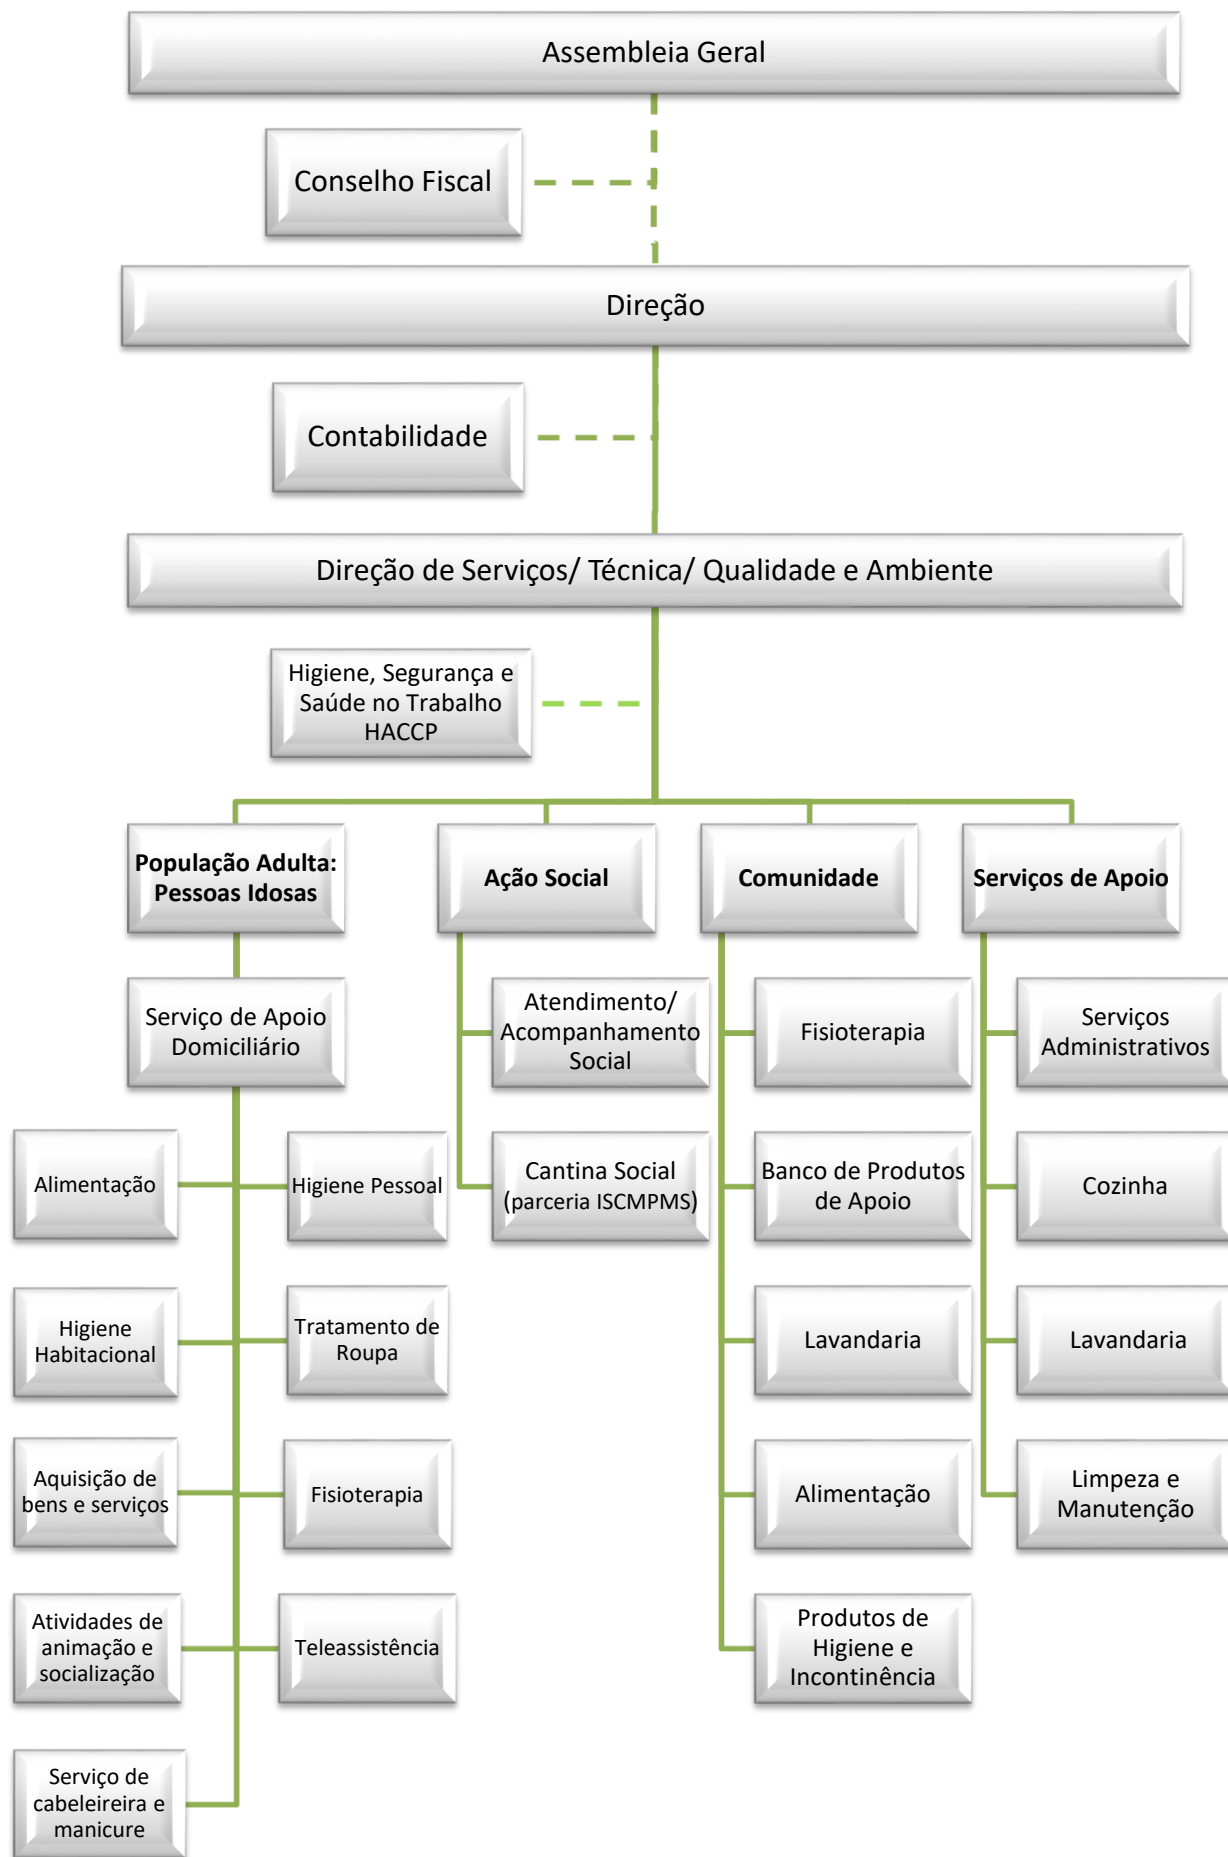 Assembleia Geral
Conselho Fiscal
Direção
Contabilidade
Direção de Serviços/ Técnica/ Qualidade e Ambiente
Higiene, Segurança e
Saúde no Trabalho
HACCP
População Adulta:
Pessoas Idosas
Ação Social
Comunidade
Serviços de Apoio
Serviço de Apoio
Domiciliário
Atendimento/
Acompanhamento
Social
Fisioterapia
Serviços
Administrativos
Alimentação
Higiene Pessoal
Cantina Social
(parceria ISCMPMS)
Banco de Produtos
de Apoio
Cozinha
Higiene
Habitacional
Tratamento de
Roupa
Lavandaria
Lavandaria
Aquisição de
bens e serviços
Fisioterapia
Alimentação
Limpeza e
Manutenção
Atividades de
animação e
socialização
Teleassistência
Produtos de
Higiene e
Incontinência
Serviço de
cabeleireira e
manicure